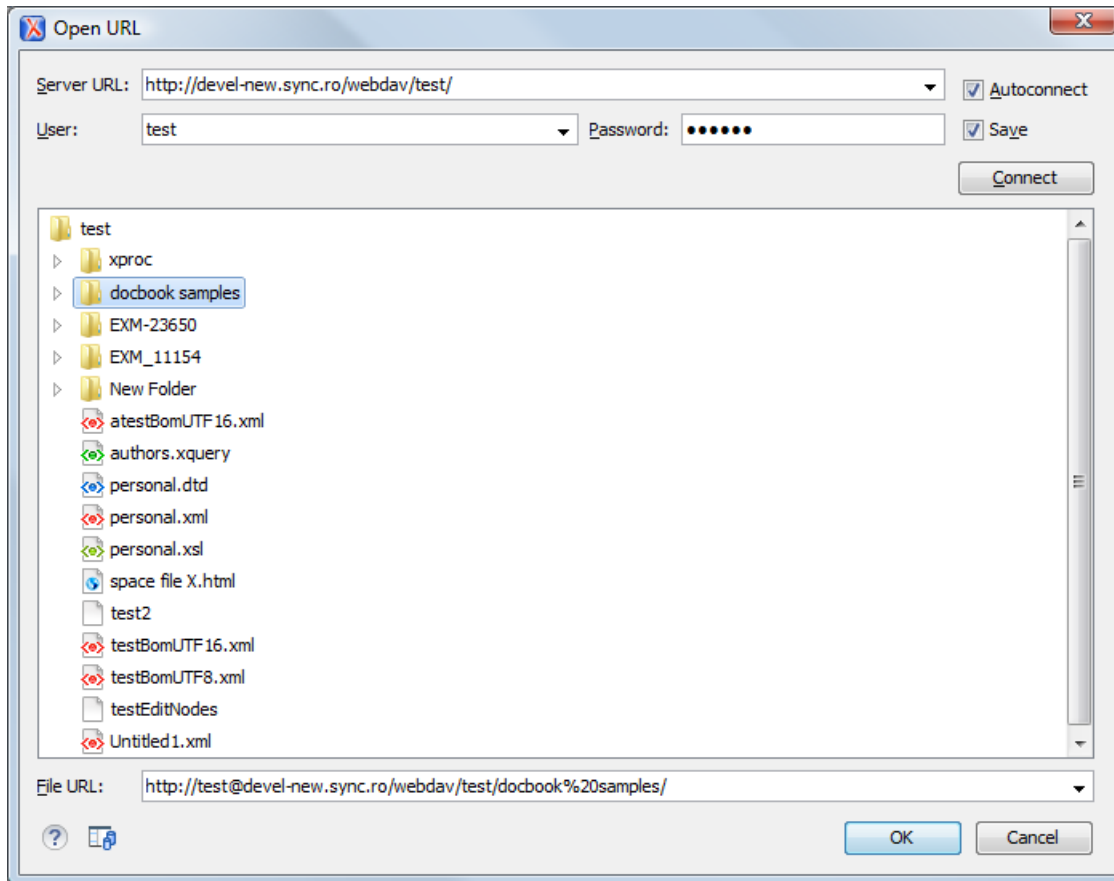 Open URL
Server URL: http://devel-new.sync.ro/webdav/test/ Autoconnect
User: test Password: •••••• Save
Connect
test
xproc
docbook samples
EXM-23650
EXM_11154
New Folder
atestBomUTF16.xml
authors.xquery
personal.dtd
personal.xml
personal.xsl
space file X.html
test2
testBomUTF16.xml
testBomUTF8.xml
testEditNodes
Untitled1.xml
File URL: http://test@devel-new.sync.ro/webdav/test/docbook%20samples/
OK Cancel